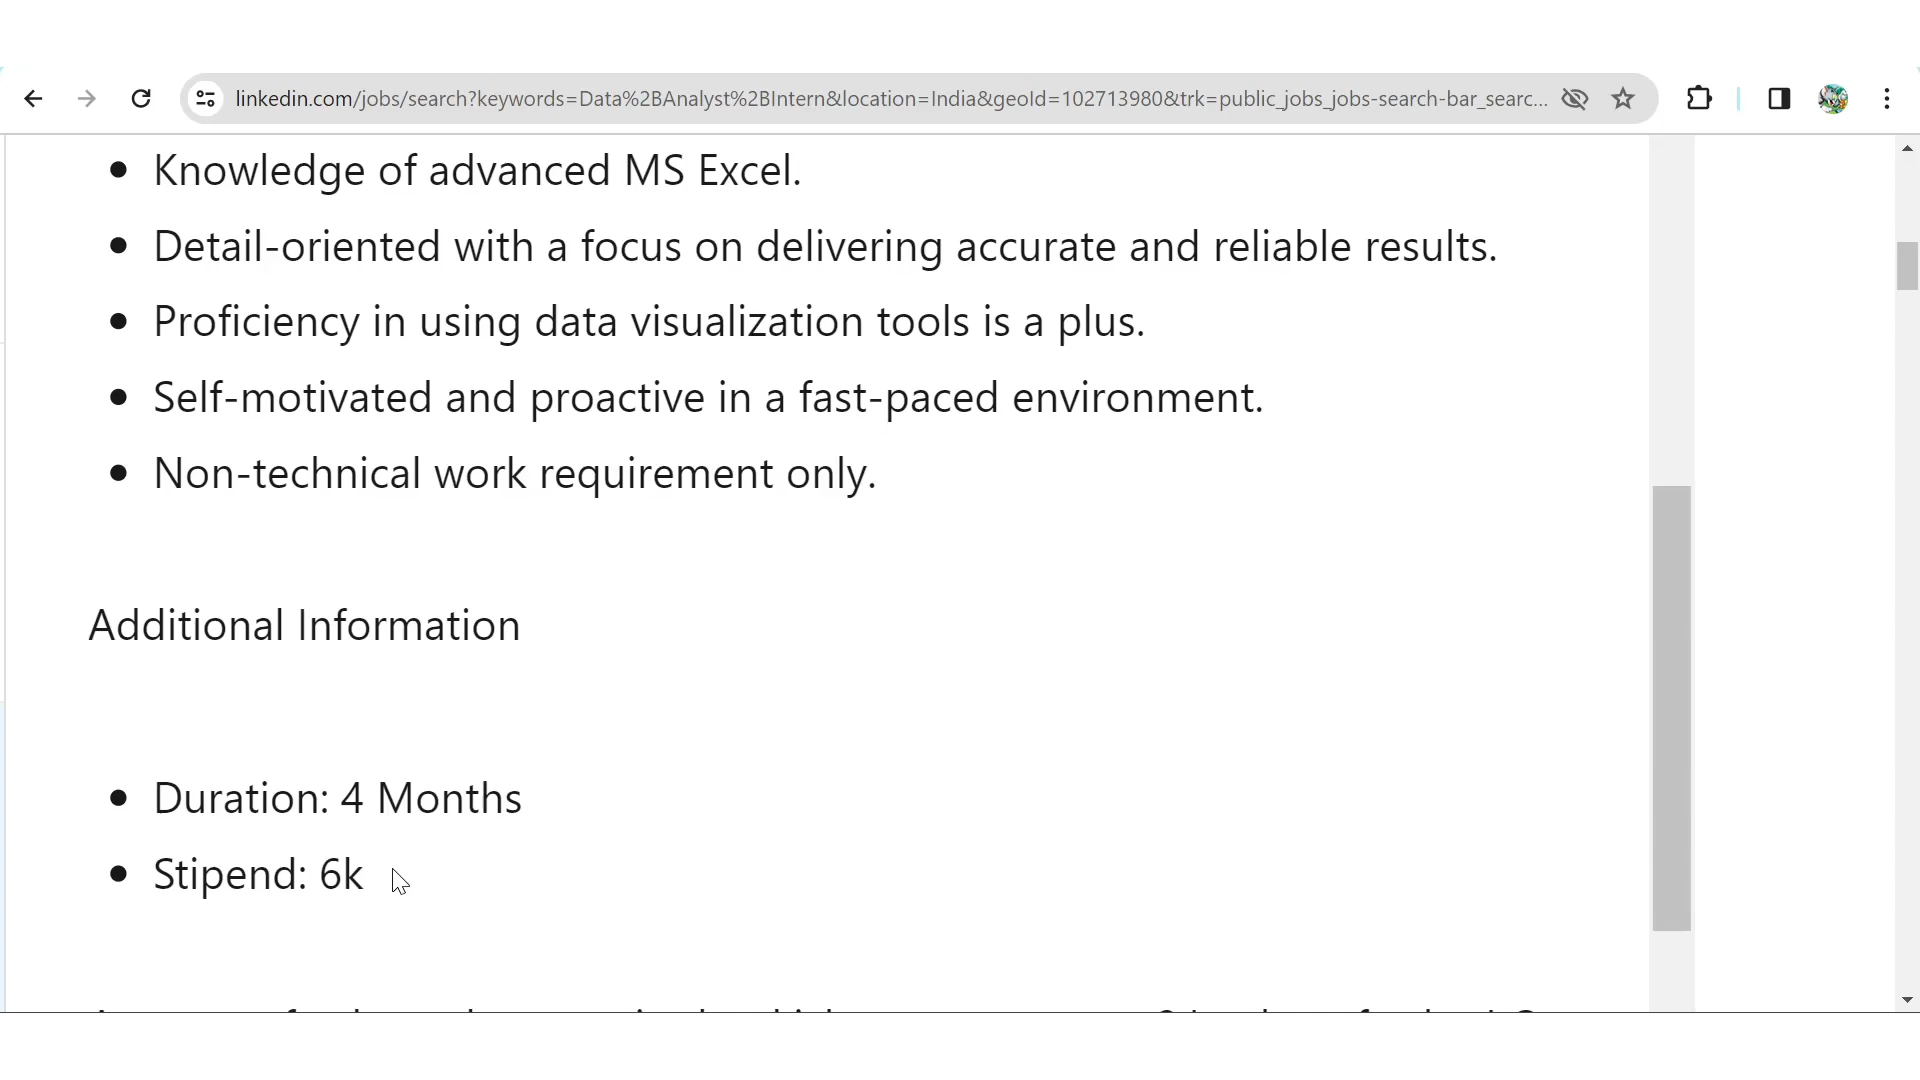 linkedin.com/jobs/search?keywords=Data%2BAnalyst%2BIntern&location=India&geoId=102713980&trk=public_jobs_jobs-search-bar_searc...
• Knowledge of advanced MS Excel.
• Detail-oriented with a focus on delivering accurate and reliable results.
• Proficiency in using data visualization tools is a plus.
• Self-motivated and proactive in a fast-paced environment.
• Non-technical work requirement only.
Additional Information
• Duration: 4 Months
• Stipend: 6k